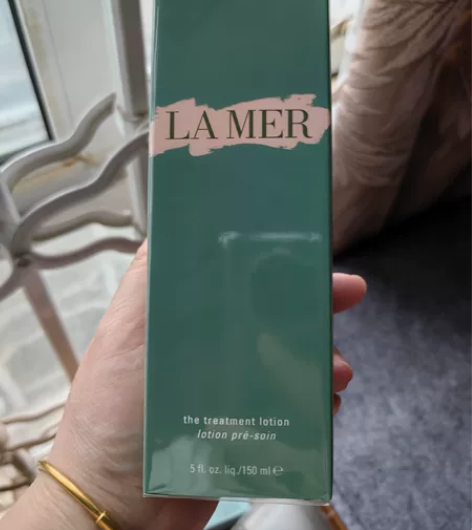 LA MER
the treatment lotion
lotion pré-soin
5 fl. oz. liq /150 ml ℮